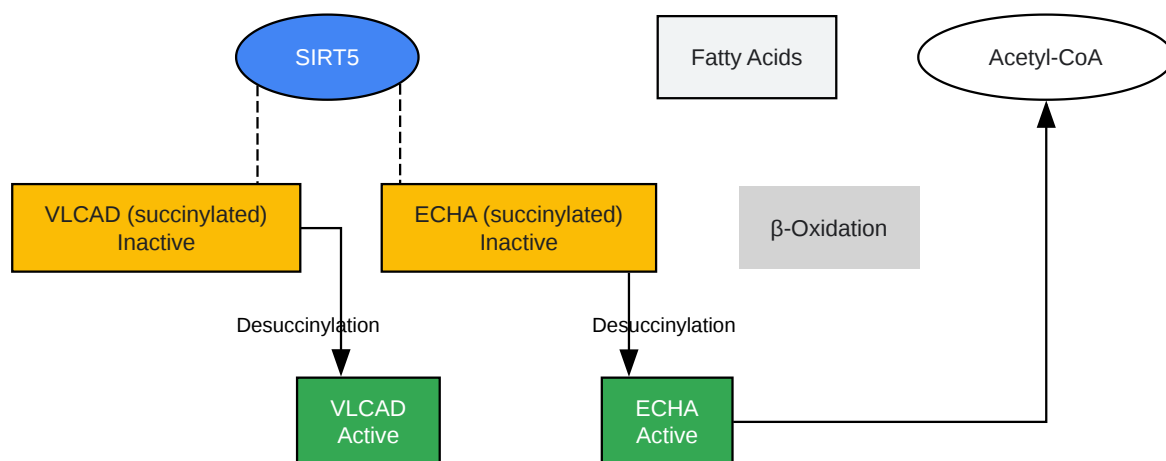 SIRT5
Fatty Acids
Acetyl-CoA
VLCAD (succinylated)
Inactive
ECHA (succinylated)
Inactive
β-Oxidation
Desuccinylation
Desuccinylation
VLCAD
Active
ECHA
Active